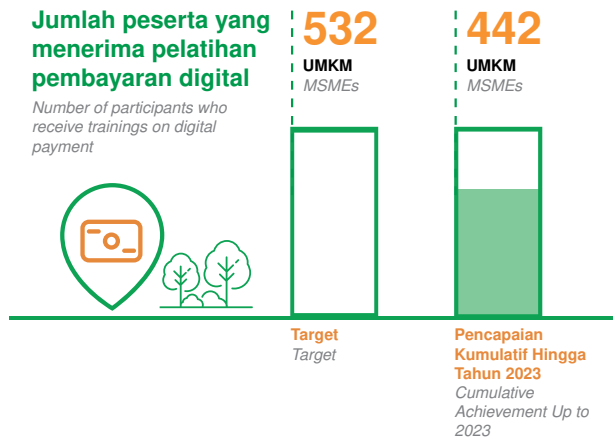 Jumlah peserta yang
menerima pelatihan
pembayaran digital
Number of participants who
receive trainings on digital
payment
532
UMKM
MSMEs
442
UMKM
MSMEs
Target
Target
Pencapaian
Kumulatif Hingga
Tahun 2023
Cumulative
Achievement Up to
2023